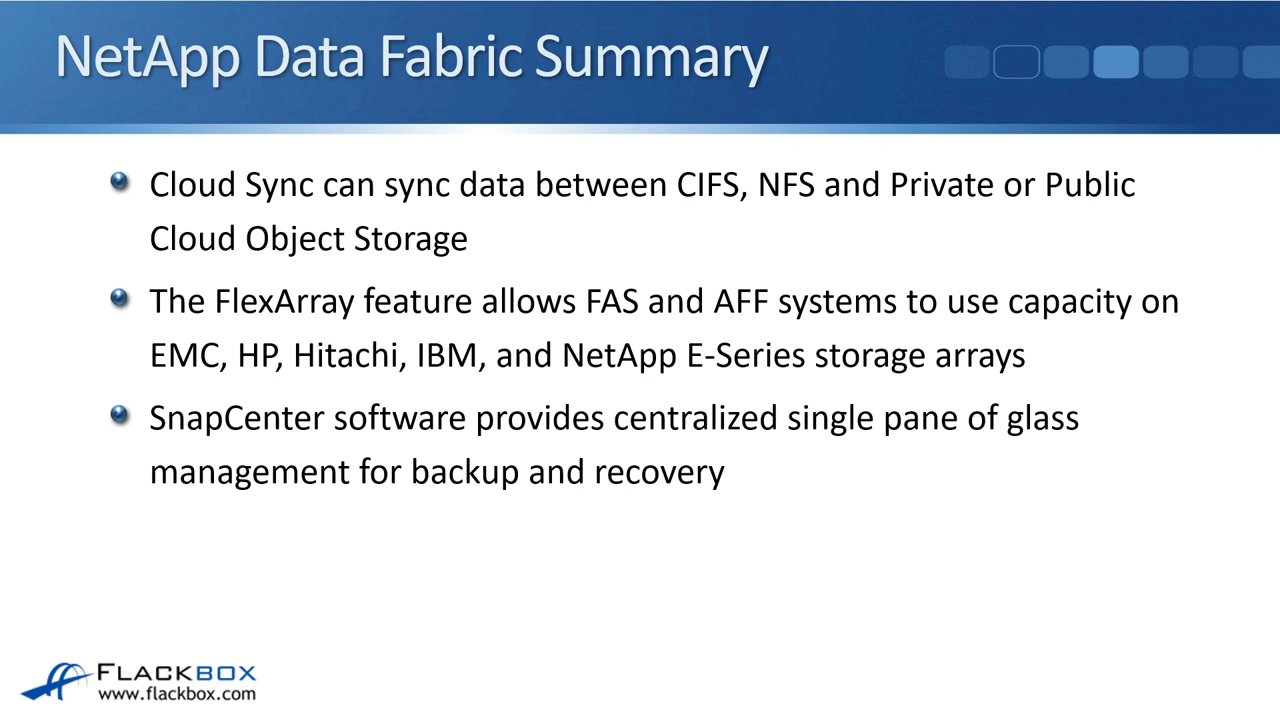 NetApp Data Fabric Summary
Cloud Sync can sync data between CIFS, NFS and Private or Public
Cloud Object Storage
The FlexArray feature allows FAS and AFF systems to use capacity on
EMC, HP, Hitachi, IBM, and NetApp E-Series storage arrays
SnapCenter software provides centralized single pane of glass
management for backup and recovery
FLACKBOX
www.flackbox.com